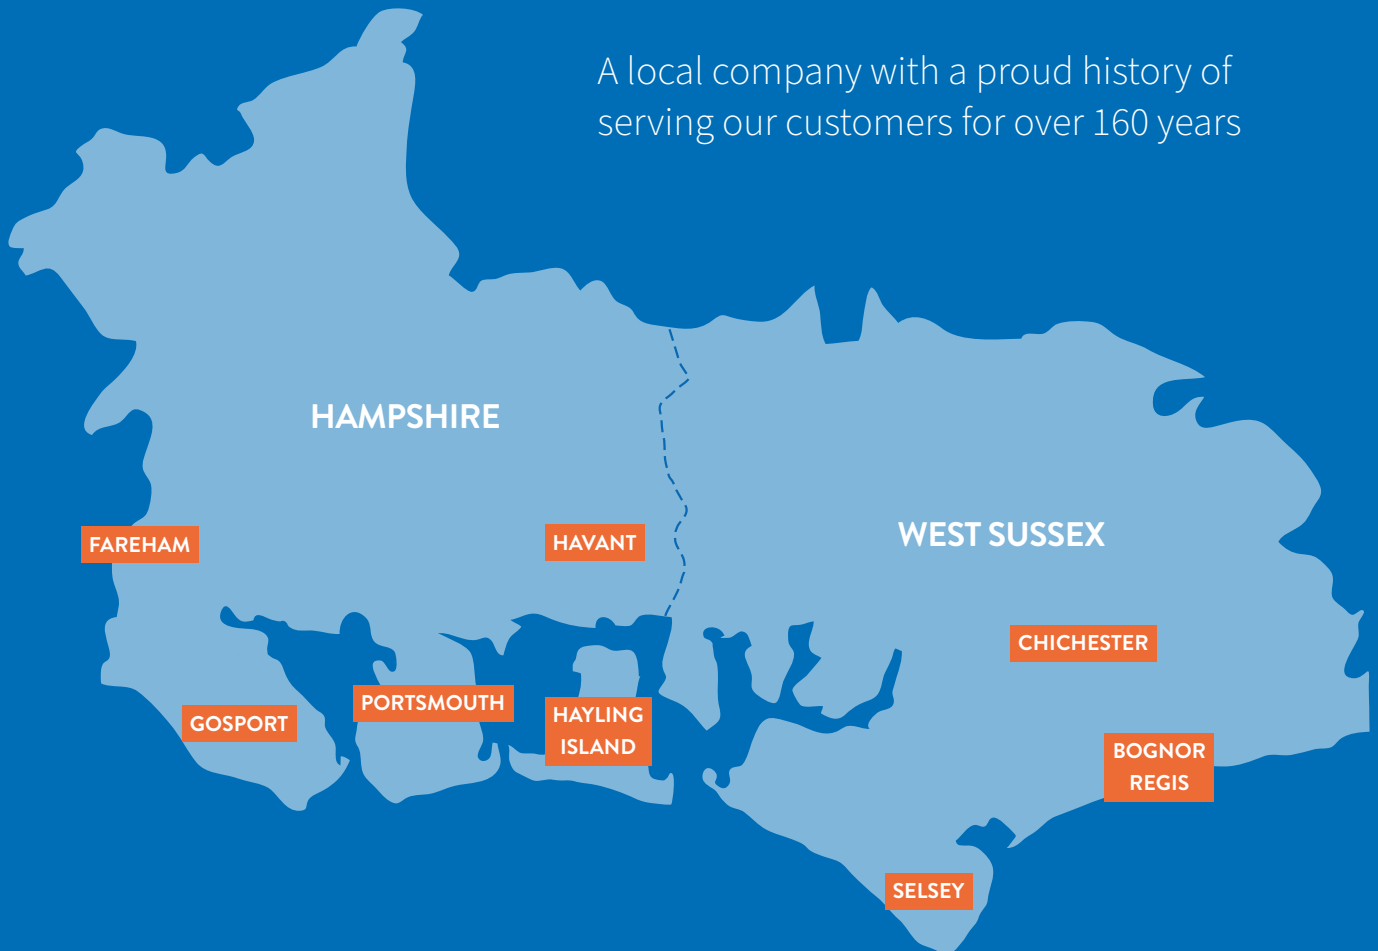 A local company with a proud history of
serving our customers for over 160 years
HAMPSHIRE
WEST SUSSEX
FAREHAM
HAVANT
CHICHESTER
PORTSMOUTH
GOSPORT
HAYLING
ISLAND
BOGNOR
REGIS
SELSEY